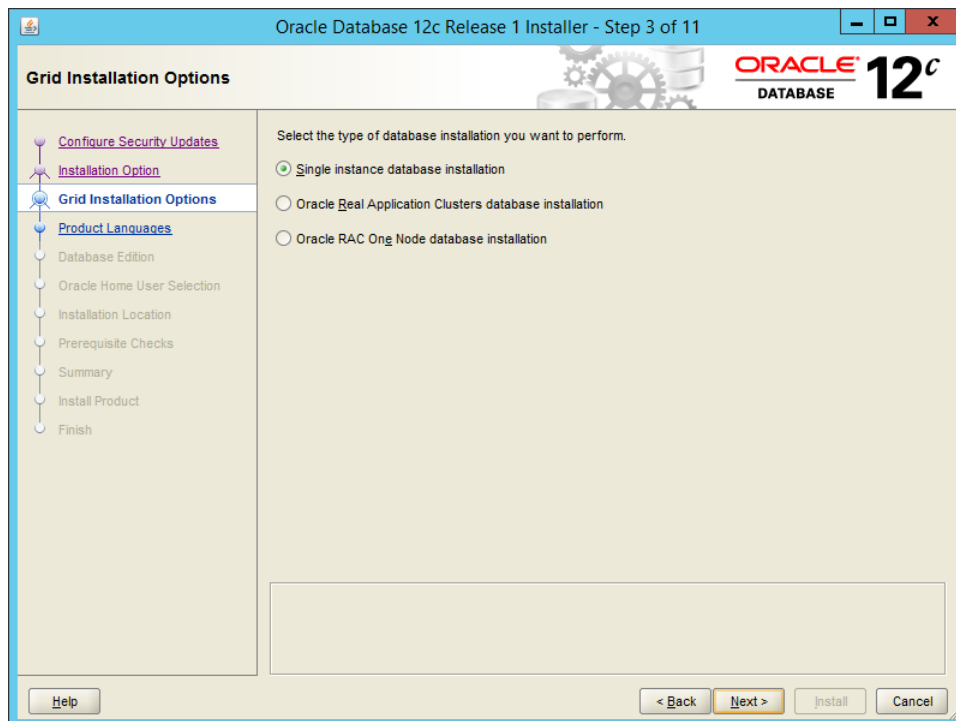 Oracle Database 12c Release 1 Installer - Step 3 of 11
Grid Installation Options
ORACLE DATABASE 12c
Configure Security Updates
Installation Option
Grid Installation Options
Product Languages
Database Edition
Oracle Home User Selection
Installation Location
Prerequisite Checks
Summary
Install Product
Finish
Select the type of database installation you want to perform.
Single instance database installation
Oracle Real Application Clusters database installation
Oracle RAC One Node database installation
Help
< Back
Next >
Install
Cancel